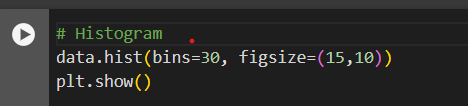 # Histogram
data.hist(bins=30, figsize=(15,10))
plt.show()